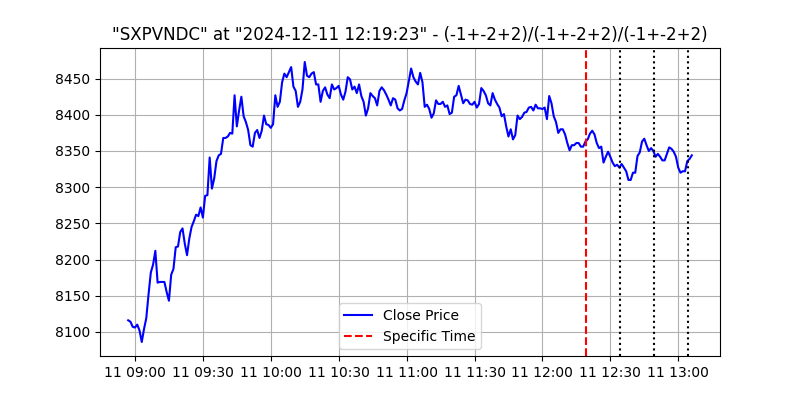 "SXPVNDC" at "2024-12-11 12:19:23" - (-1+-2+2)/(-1+-2+2)/(-1+-2+2)
8450
8400
8350
8300
8250
8200
8150
8100
Close Price
Specific Time
11 09:00 11 09:30 11 10:00 11 10:30 11 11:00 11 11:30 11 12:00 11 12:30 11 13:00